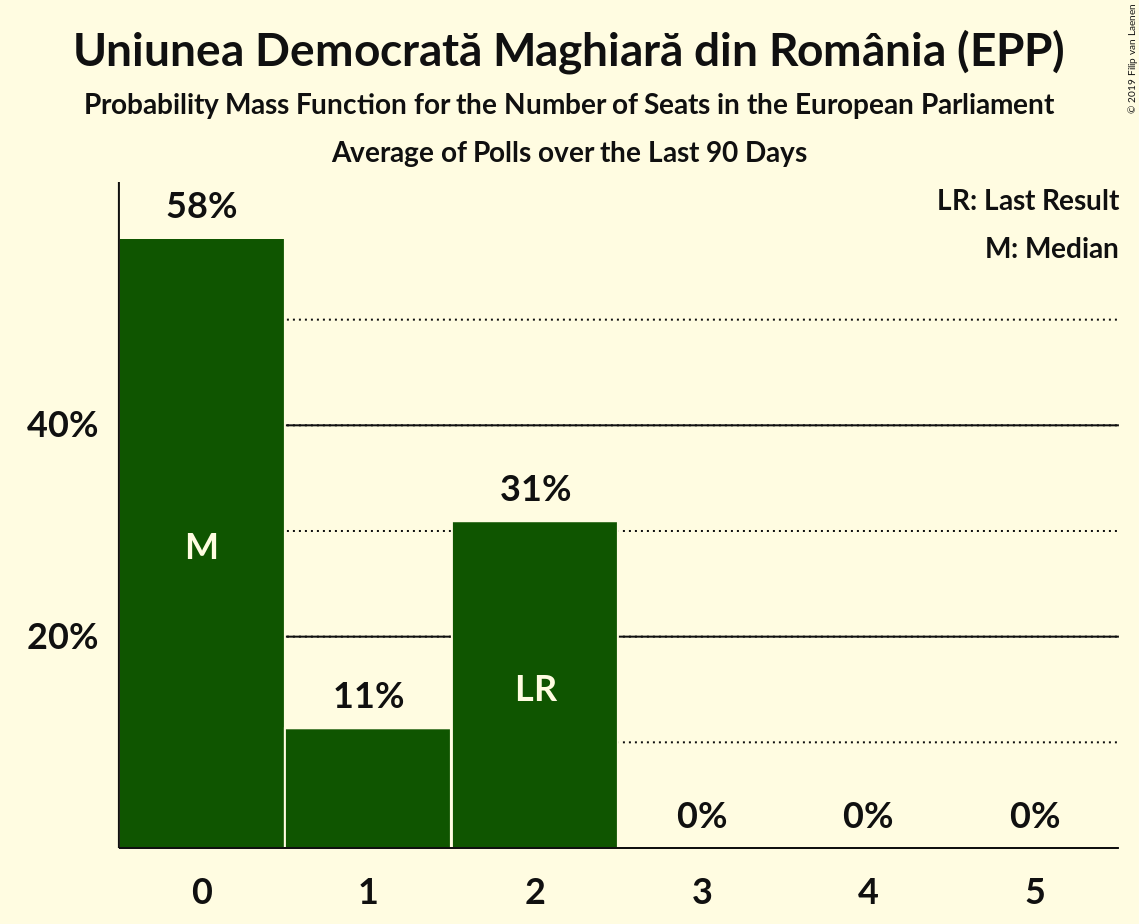 Uniunea Democrată Maghiară din România (EPP)
Probability Mass Function for the Number of Seats in the European Parliament
Average of Polls over the Last 90 Days
© 2019 Filip van Laenen
LR: Last Result
M: Median
58%
40%
31%
M
20%
LR
11%
0% 0% 0%
0 1 2 3 4 5